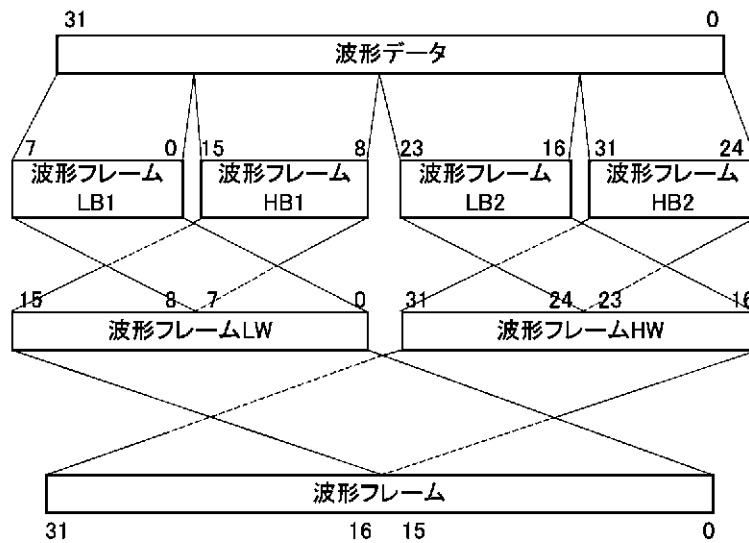 31 0
波形データ
7 0 15 8 23 16 31 24
波形フレーム 波形フレーム 波形フレーム 波形フレーム
LB1 HB1 LB2 HB2
15 8 7 0 31 24 23 16
波形フレームLW 波形フレームHW
波形フレーム
31 16 15 0